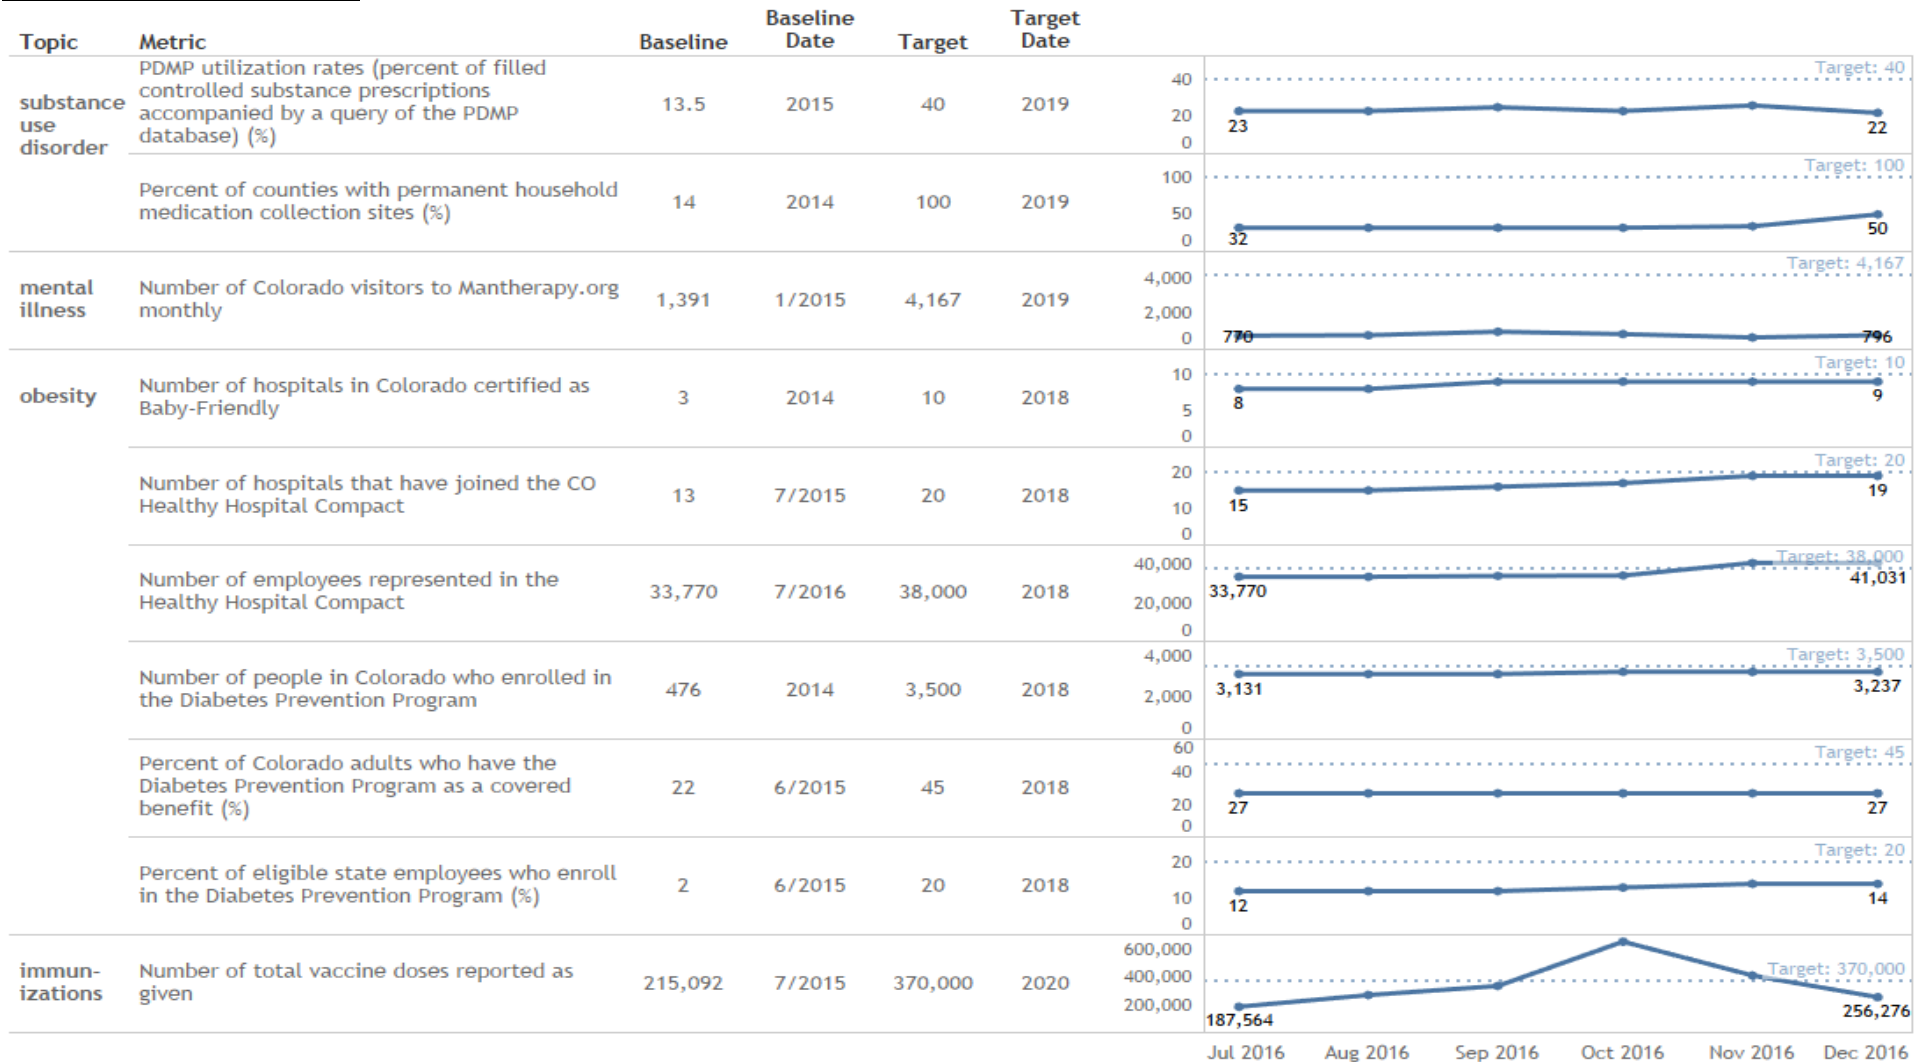 Topic Metric Baseline Baseline Date Target Target Date
substance use disorder
PDMP utilization rates (percent of filled
controlled substance prescriptions
accompanied by a query of the PDMP
database) (%)
13.5 2015 40 2019
40
20
0
Target: 40
23
22
Percent of counties with permanent household
medication collection sites (%)
14 2014 100 2019
100
50
0
Target: 100
32
50
mental
illness
Number of Colorado visitors to Mantherapy.org
monthly
1,391 1/2015 4,167 2019
4,000
2,000
0
Target: 4,167
770
796
obesity
Number of hospitals in Colorado certified as
Baby-Friendly
3 2014 10 2018
10
5
0
Target: 10
8
9
Number of hospitals that have joined the CO
Healthy Hospital Compact
13 7/2015 20 2018
20
10
0
Target: 20
15
19
Number of employees represented in the
Healthy Hospital Compact
33,770 7/2016 38,000 2018
40,000
20,000
0
Target: 38,000
33,770
41,031
Number of people in Colorado who enrolled in
the Diabetes Prevention Program
476 2014 3,500 2018
4,000
2,000
0
Target: 3,500
3,131
3,237
Percent of Colorado adults who have the
Diabetes Prevention Program as a covered
benefit (%)
22 6/2015 45 2018
60
40
20
0
Target: 45
27
27
Percent of eligible state employees who enroll
in the Diabetes Prevention Program (%)
2 6/2015 20 2018
20
10
0
Target: 20
12
14
immun-
izations
Number of total vaccine doses reported as
given
215,092 7/2015 370,000 2020
600,000
400,000
200,000
Target: 370,000
187,564
256,276
Jul 2016 Aug 2016 Sep 2016 Oct 2016 Nov 2016 Dec 2016